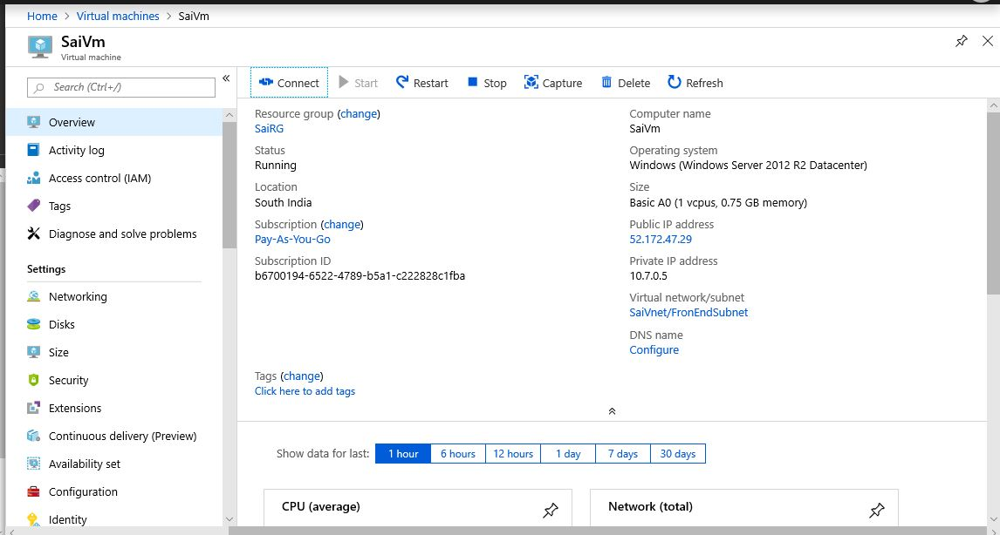 Home > Virtual machines > SaiVm
SaiVm
Virtual machine
Search (Ctrl+/)
«
Overview
Activity log
Access control (IAM)
Tags
Diagnose and solve problems
Settings
Networking
Disks
Size
Security
Extensions
Continuous delivery (Preview)
Availability set
Configuration
Identity
Connect Start Restart Stop Capture Delete Refresh
Resource group (change)
SaiRG
Status
Running
Location
South India
Subscription (change)
Pay-As-You-Go
Subscription ID
b6700194-6522-4789-b5a1-c222828c1fba
Computer name
SaiVm
Operating system
Windows (Windows Server 2012 R2 Datacenter)
Size
Basic A0 (1 vcpus, 0.75 GB memory)
Public IP address
52.172.47.29
Private IP address
10.7.0.5
Virtual network/subnet
SaiVnet/FronEndSubnet
DNS name
Configure
Tags (change)
Click here to add tags
Show data for last: 1 hour 6 hours 12 hours 1 day 7 days 30 days
CPU (average)
Network (total)